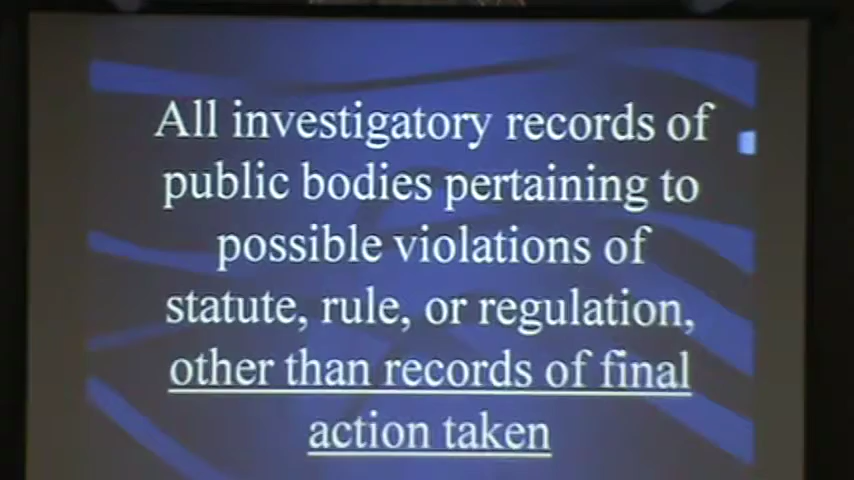 All investigatory records of
public bodies pertaining to
possible violations of
statute, rule, or regulation,
other than records of final
action taken